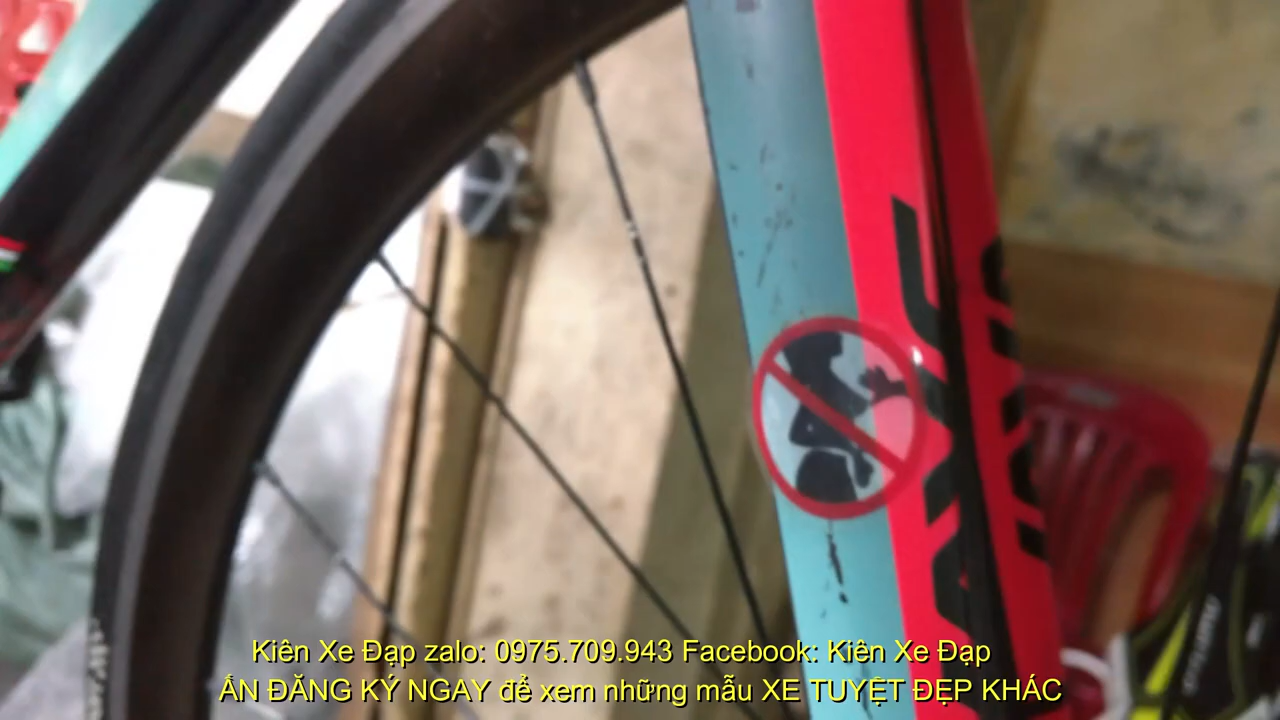 Kiên Xe Đạp zalo: 0975.709.943 Facebook: Kiên Xe Đạp
ẤN ĐĂNG KÝ NGAY để xem những mẫu XE TUYỆT ĐẸP KHÁC